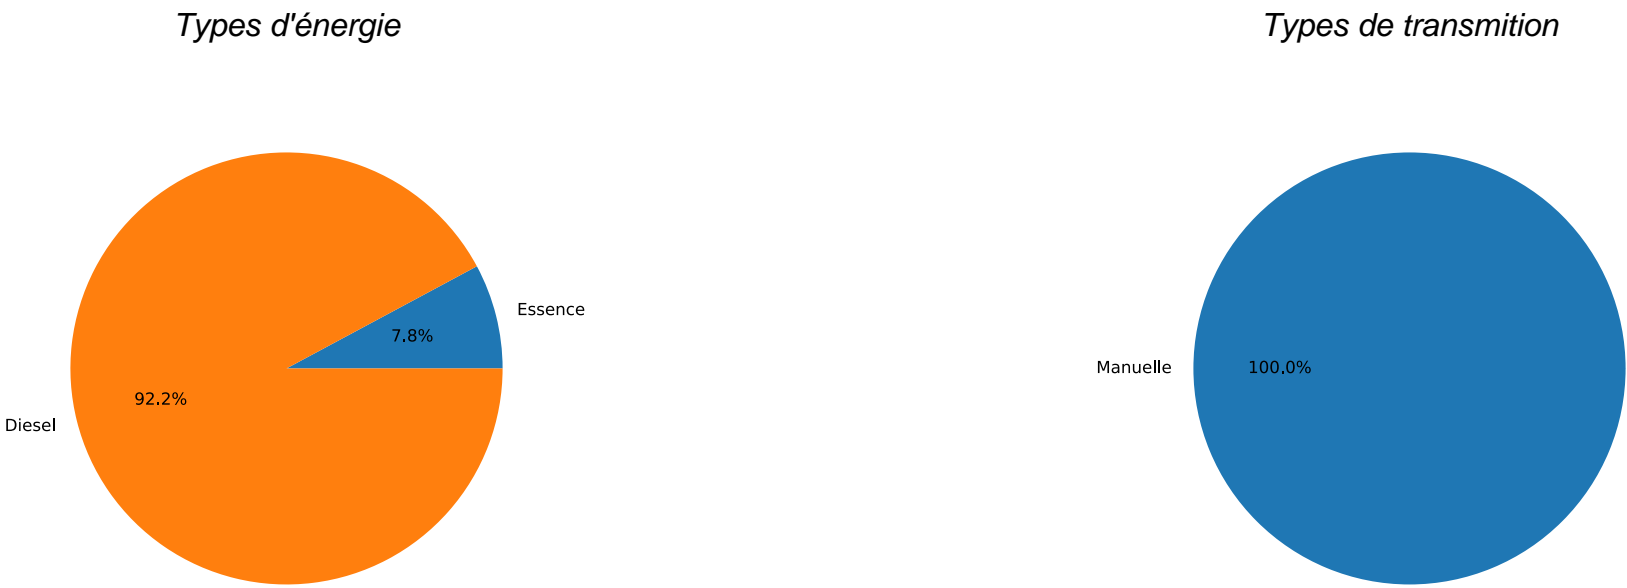 Types d'énergie
Types de transmition
Essence
7.8%
92.2%
Diesel
Manuelle
100.0%